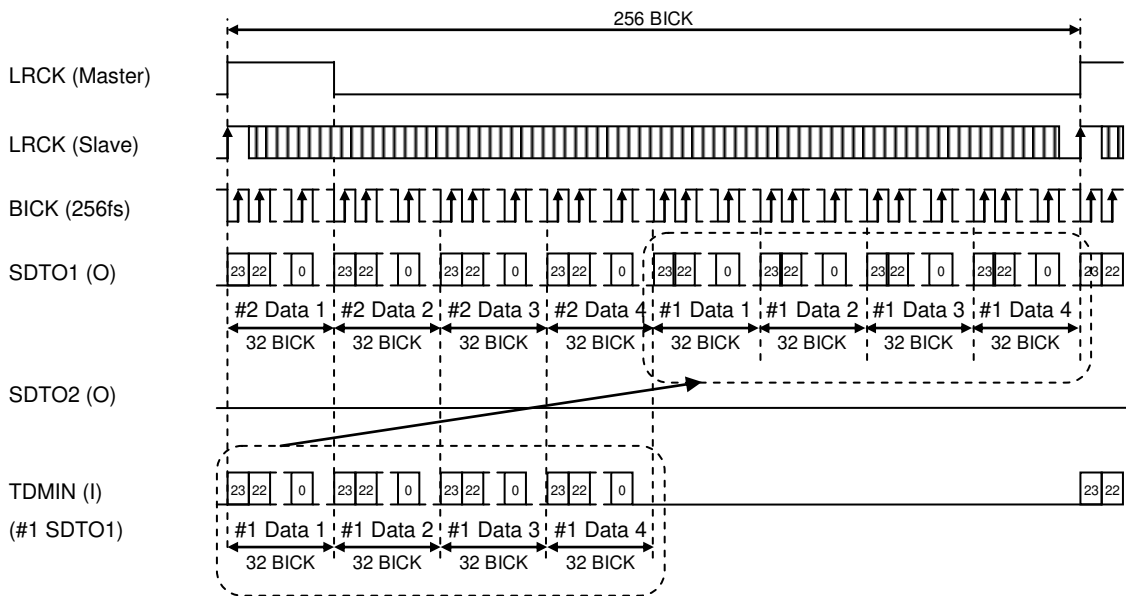 256 BICK
LRCK (Master)
LRCK (Slave)
BICK (256fs)
SDTO1 (O)
23 22 0 23 22 0 23 22 0 23 22 0 23 22 0 23 22 0 23 22 0 23 22 0 23 22
#2 Data 1 #2 Data 2 #2 Data 3 #2 Data 4 #1 Data 1 #1 Data 2 #1 Data 3 #1 Data 4
32 BICK 32 BICK 32 BICK 32 BICK 32 BICK 32 BICK 32 BICK 32 BICK
SDTO2 (O)
TDMIN (I)
23 22 0 23 22 0 23 22 0 23 22 0 23 22
(#1 SDTO1)
#1 Data 1 #1 Data 2 #1 Data 3 #1 Data 4
32 BICK 32 BICK 32 BICK 32 BICK